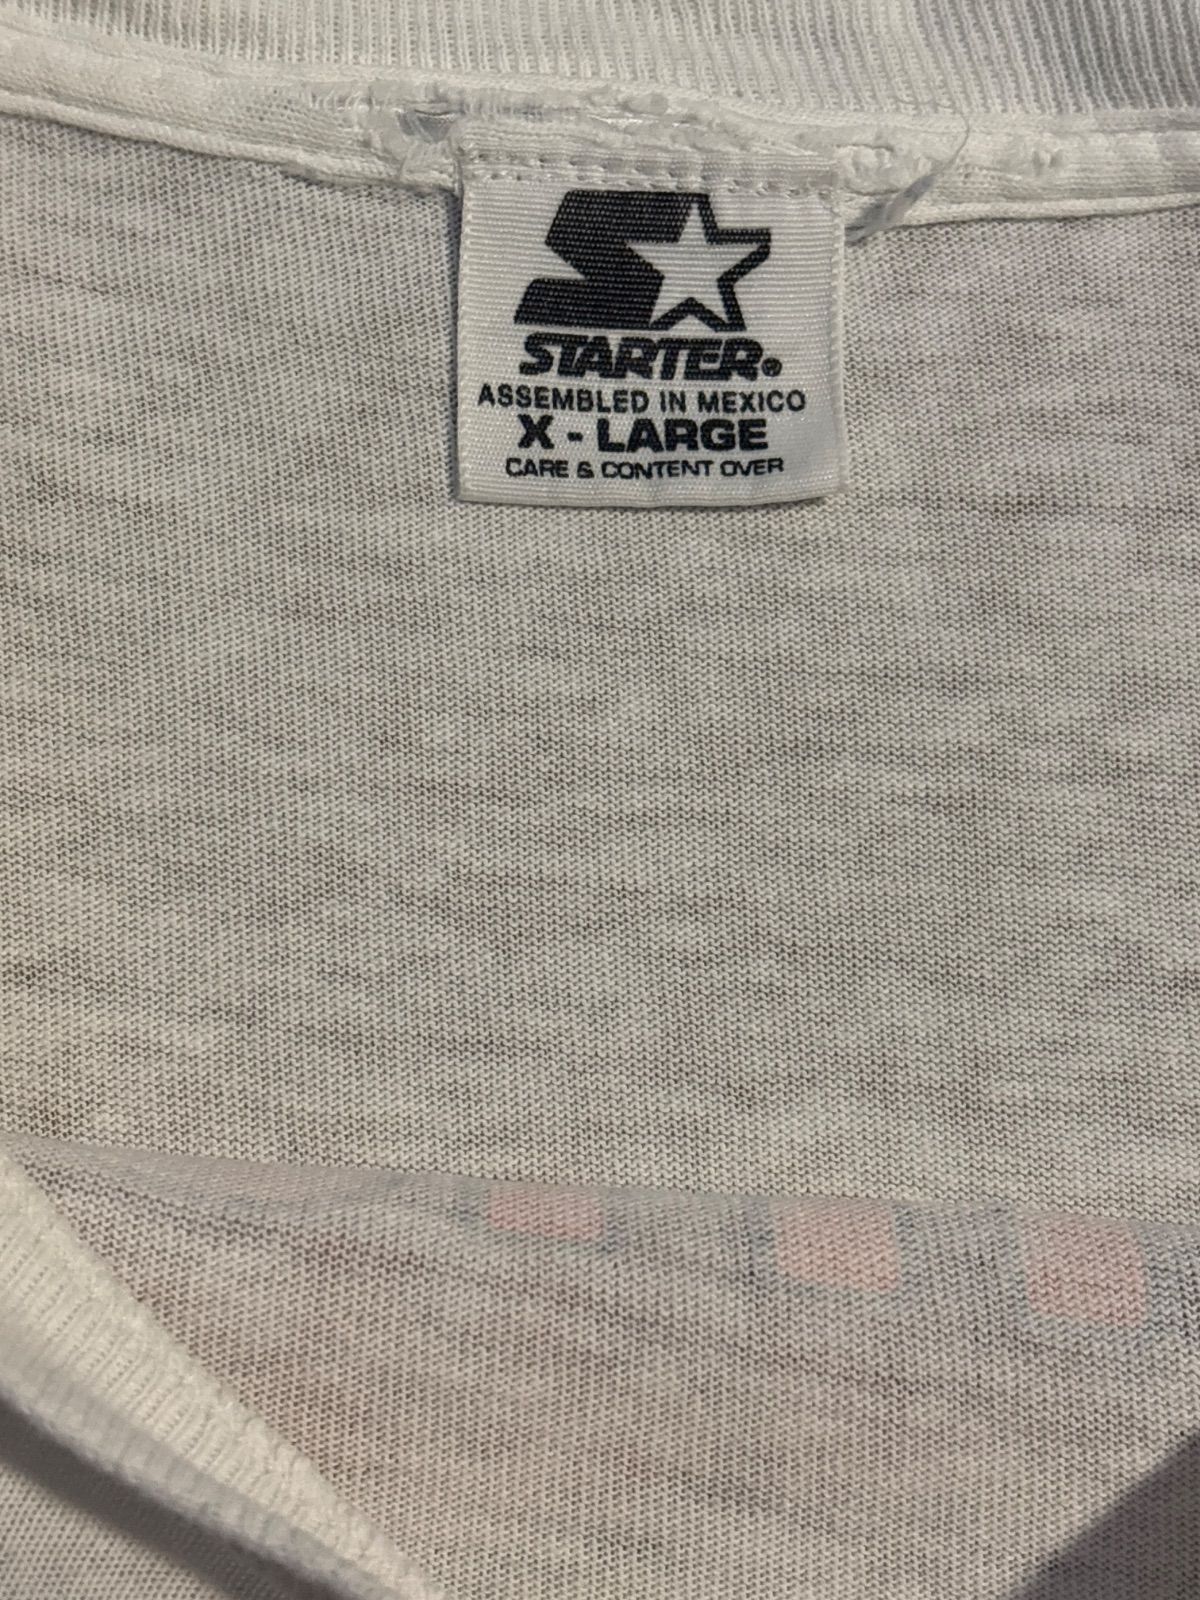 STARTER®
ASSEMBLED IN MEXICO
X - LARGE
CARE & CONTENT OVER